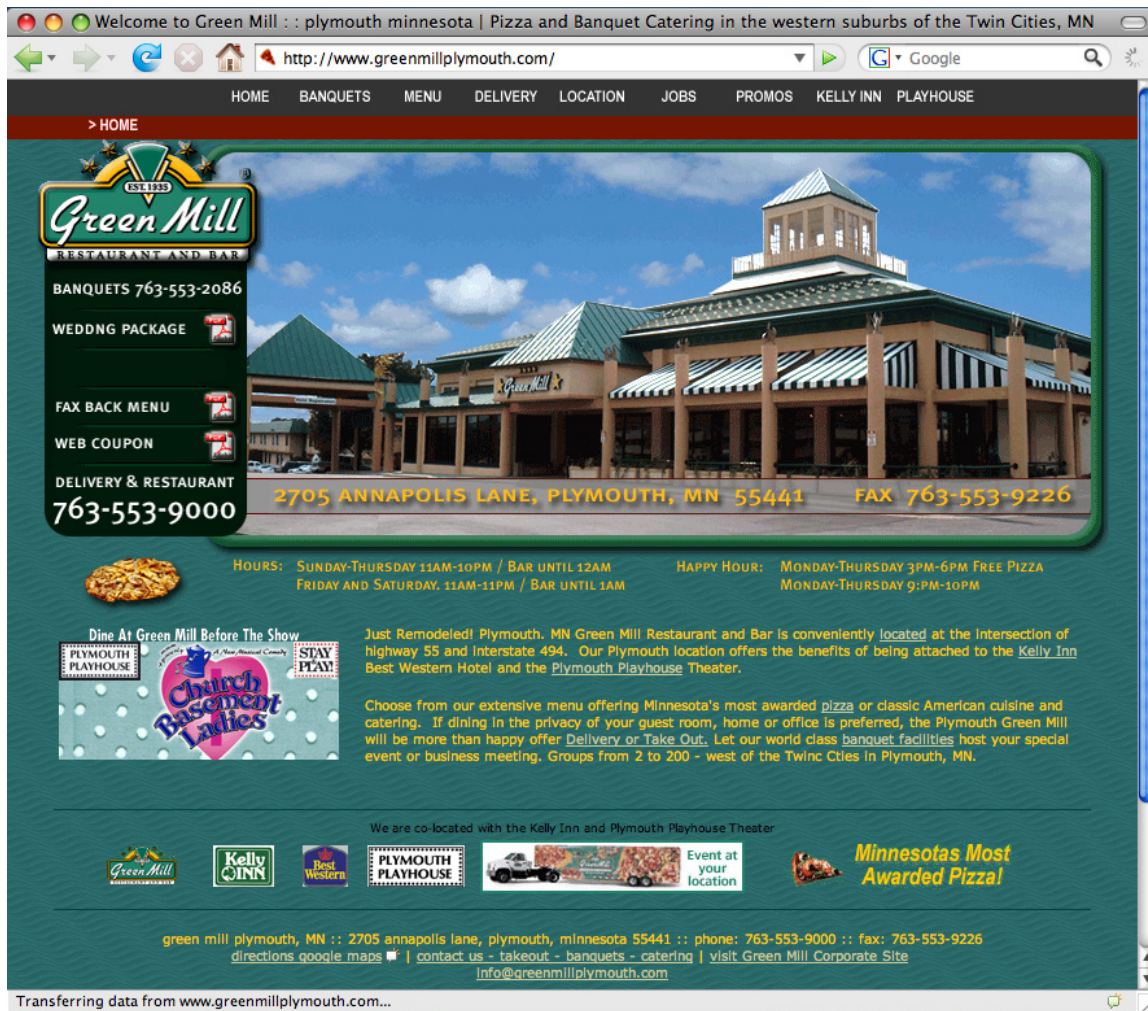 Welcome to Green Mill : : plymouth minnesota | Pizza and Banquet Catering in the western suburbs of the Twin Cities, MN
http://www.greenmillplymouth.com/
Google
HOME BANQUETS MENU DELIVERY LOCATION JOBS PROMOS KELLY INN PLAYHOUSE
> HOME
EST. 1935
Green Mill
RESTAURANT AND BAR
BANQUETS 763-553-2086
WEDDNG PACKAGE
FAX BACK MENU
WEB COUPON
DELIVERY & RESTAURANT
763-553-9000
Green Mill
2705 ANNAPOLIS LANE, PLYMOUTH, MN 55441 FAX 763-553-9226
HOURS: SUNDAY-THURSDAY 11AM-10PM / BAR UNTIL 12AM
FRIDAY AND SATURDAY. 11AM-11PM / BAR UNTIL 1AM
HAPPY HOUR: MONDAY-THURSDAY 3PM-6PM FREE PIZZA
MONDAY-THURSDAY 9:PM-10PM
Dine At Green Mill Before The Show
PLYMOUTH
PLAYHOUSE
A New Musical Comedy
STAY
&
PLAY!
Church
Basement
Ladies
Just Remodeled! Plymouth. MN Green Mill Restaurant and Bar is conveniently located at the intersection of
highway 55 and interstate 494. Our Plymouth location offers the benefits of being attached to the Kelly Inn
Best Western Hotel and the Plymouth Playhouse Theater.
Choose from our extensive menu offering Minnesota's most awarded pizza or classic American cuisine and
catering. If dining in the privacy of your guest room, home or office is preferred, the Plymouth Green Mill
will be more than happy offer Delivery or Take Out. Let our world class banquet facilities host your special
event or business meeting. Groups from 2 to 200 - west of the Twinc Cties in Plymouth, MN.
We are co-located with the Kelly Inn and Plymouth Playhouse Theater
Green Mill
RESTAURANT AND BAR
Kelly
INN
Best
Western
PLYMOUTH
PLAYHOUSE
Event at
your
location
Minnesotas Most
Awarded Pizza!
green mill plymouth, MN :: 2705 annapolis lane, plymouth, minnesota 55441 :: phone: 763-553-9000 :: fax: 763-553-9226
directions google maps | contact us - takeout - banquets - catering | visit Green Mill Corporate Site
info@greenmillplymouth.com
Transferring data from www.greenmillplymouth.com...